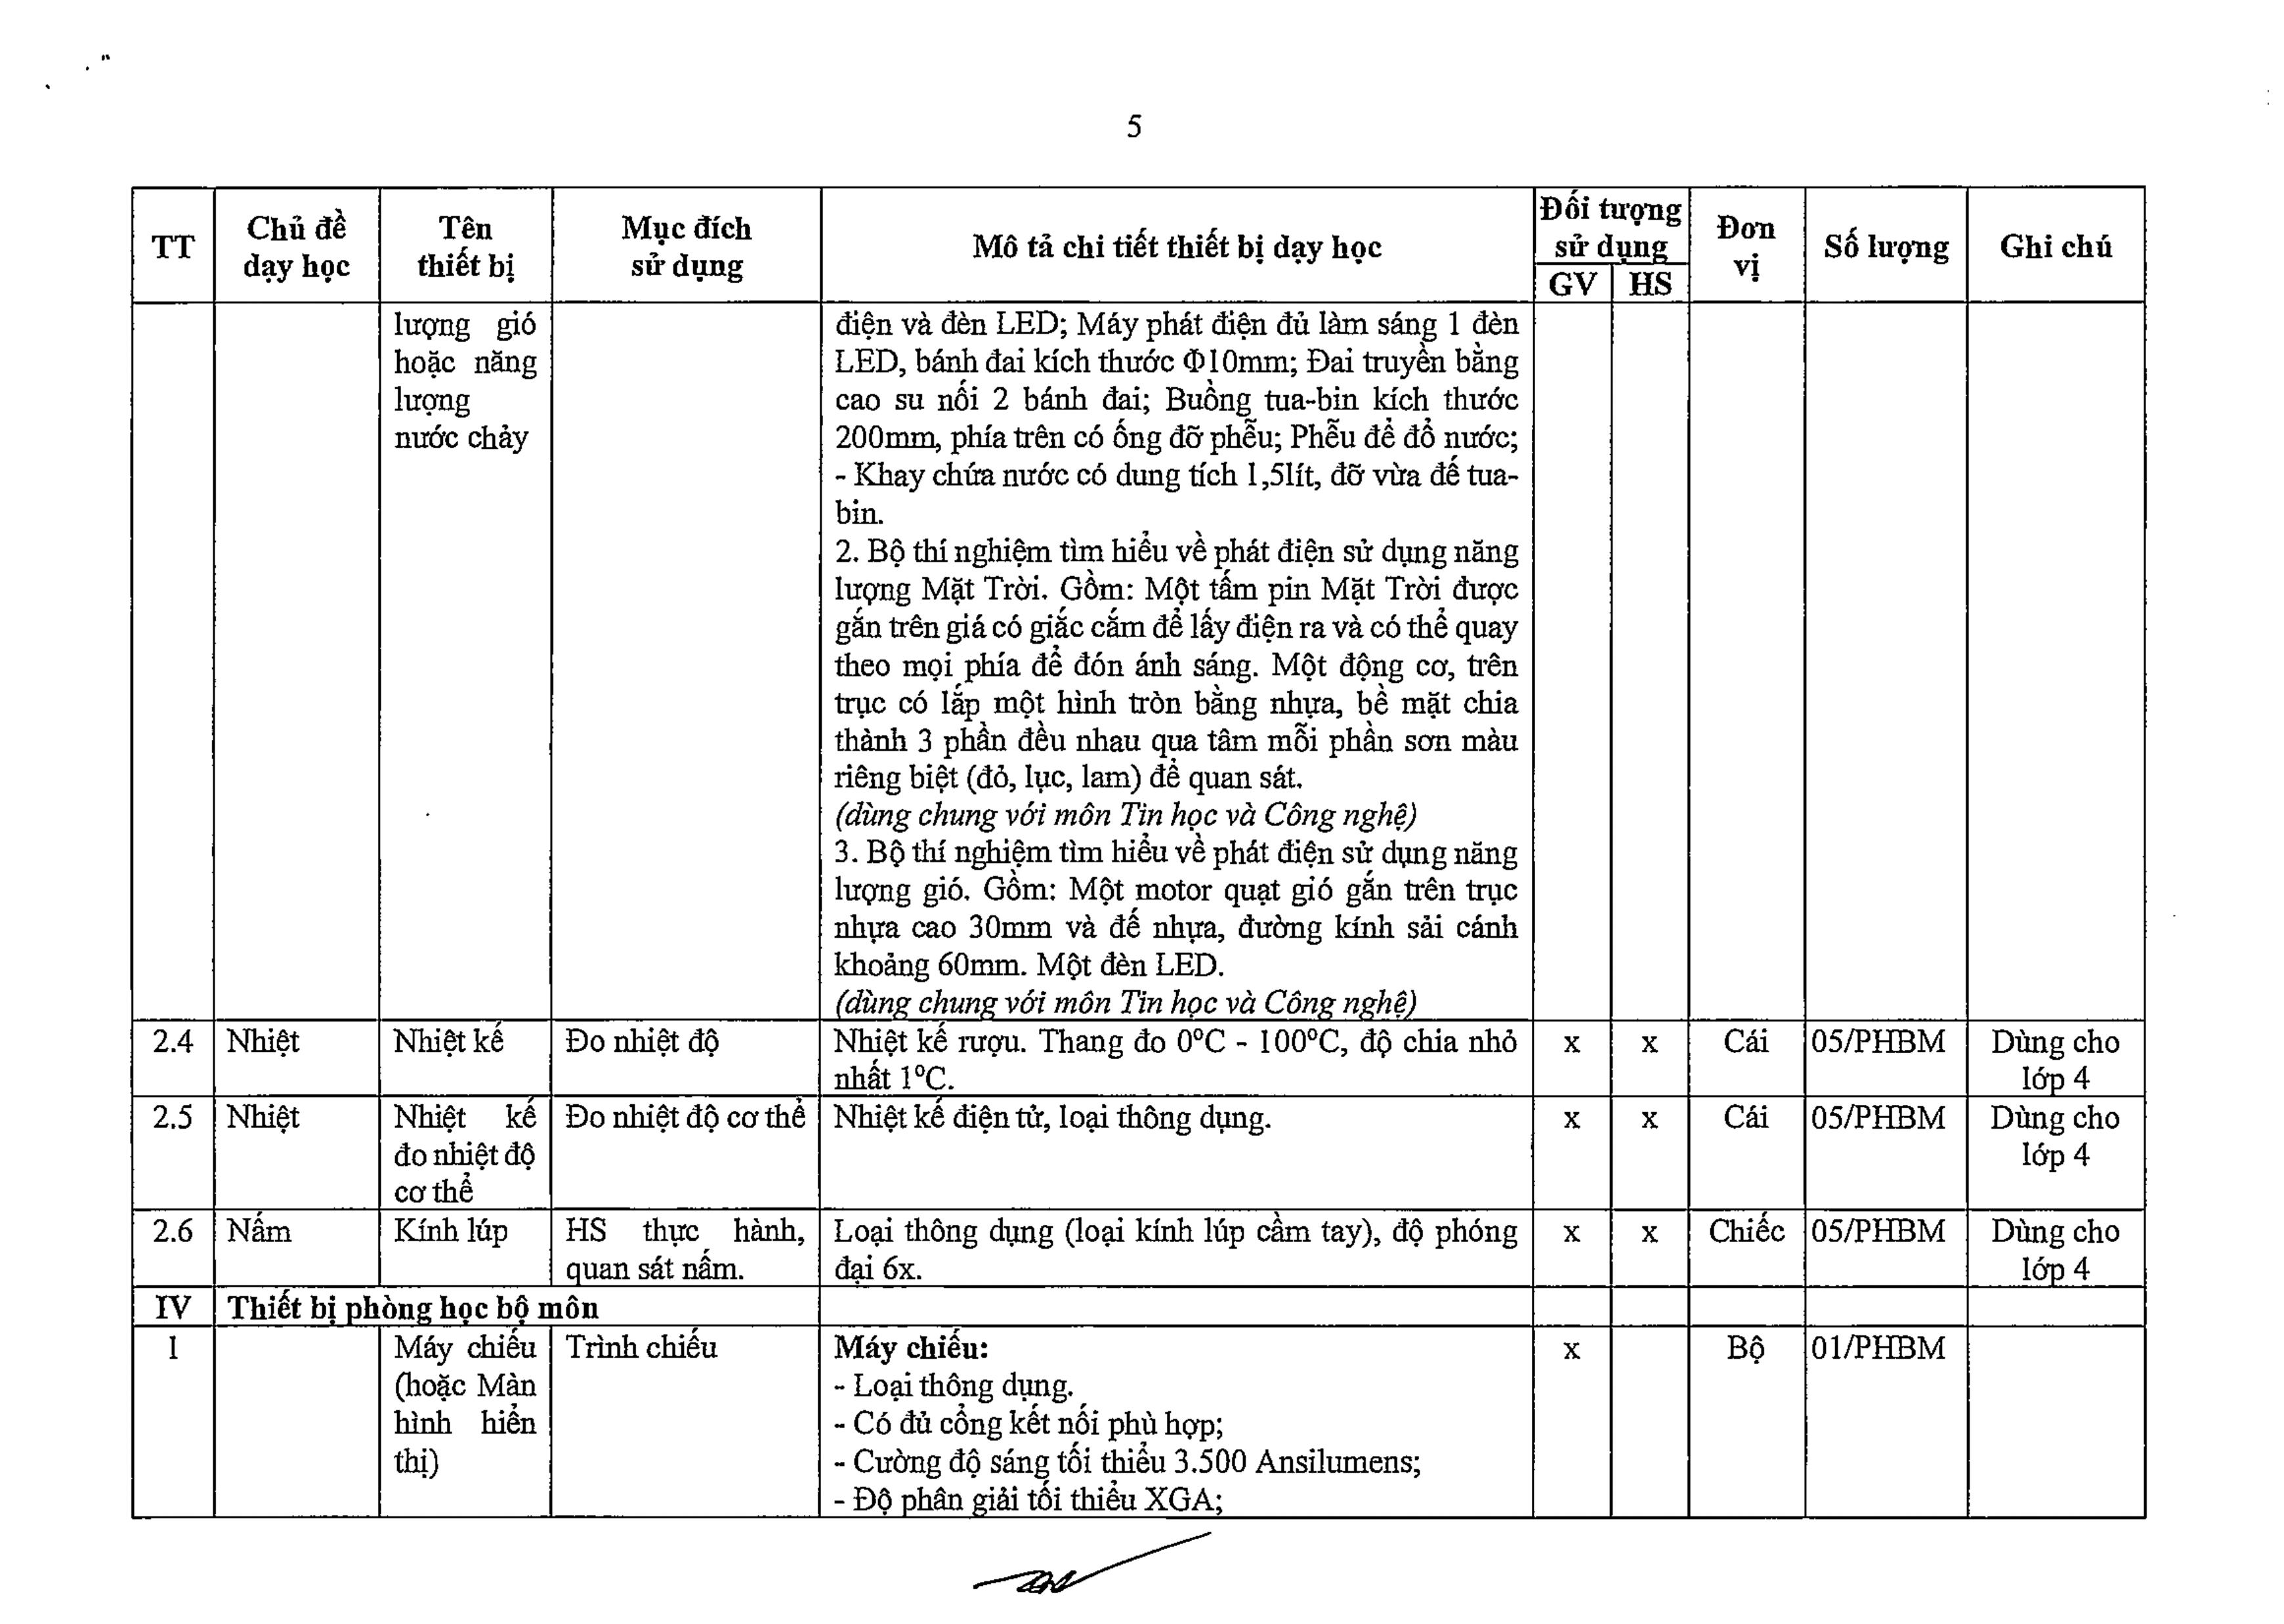 5
TT
Chủ đề
dạy học
Tên
thiết bị
Mục đích
sử dụng
Mô tả chi tiết thiết bị dạy học
Đối tượng
sử dụng
GV HS
Đơn
vị
Số lượng
Ghi chú
lượng gió
hoặc năng
lượng
nước chảy
điện và đèn LED; Máy phát điện đủ làm sáng 1 đèn
LED, bánh đai kích thước Φ10mm; Đai truyền bằng
cao su nối 2 bánh đai; Buồng tua-bin kích thước
200mm, phía trên có ống đỡ phễu; Phễu để đổ nước;
- Khay chứa nước có dung tích 1,5lít, đỡ vừa đế tua-
bin.
2. Bộ thí nghiệm tìm hiểu về phát điện sử dụng năng
lượng Mặt Trời. Gồm: Một tấm pin Mặt Trời được
gắn trên giá có giắc cắm để lấy điện ra và có thể quay
theo mọi phía để đón ánh sáng. Một động cơ, trên
trục có lắp một hình tròn bằng nhựa, bề mặt chia
thành 3 phần đều nhau qua tâm mỗi phần sơn màu
riêng biệt (đỏ, lục, lam) để quan sát.
(dùng chung với môn Tin học và Công nghệ)
3. Bộ thí nghiệm tìm hiểu về phát điện sử dụng năng
lượng gió. Gồm: Một motor quạt gió gắn trên trục
nhựa cao 30mm và đế nhựa, đường kính sải cánh
khoảng 60mm. Một đèn LED.
(dùng chung với môn Tin học và Công nghệ)
2.4 Nhiệt Nhiệt kế Đo nhiệt độ Nhiệt kế rượu. Thang đo 0°C - 100°C, độ chia nhỏ x x Cái 05/PHBM Dùng cho
nhất 1°C. lớp 4
2.5 Nhiệt Nhiệt kế Đo nhiệt độ cơ thể Nhiệt kế điện tử, loại thông dụng. x x Cái 05/PHBM Dùng cho
đo nhiệt độ lớp 4
cơ thể
2.6 Nấm Kính lúp HS thực hành, Loại thông dụng (loại kính lúp cầm tay), độ phóng x x Chiếc 05/PHBM Dùng cho
quan sát nấm. đại 6x. lớp 4
IV Thiết bị phòng học bộ môn
1 Máy chiếu Trình chiếu Máy chiếu: x Bộ 01/PHBM
(hoặc Màn - Loại thông dụng.
hình hiển - Có đủ cổng kết nối phù hợp;
thị) - Cường độ sáng tối thiểu 3.500 Ansilumens;
- Độ phân giải tối thiểu XGA;